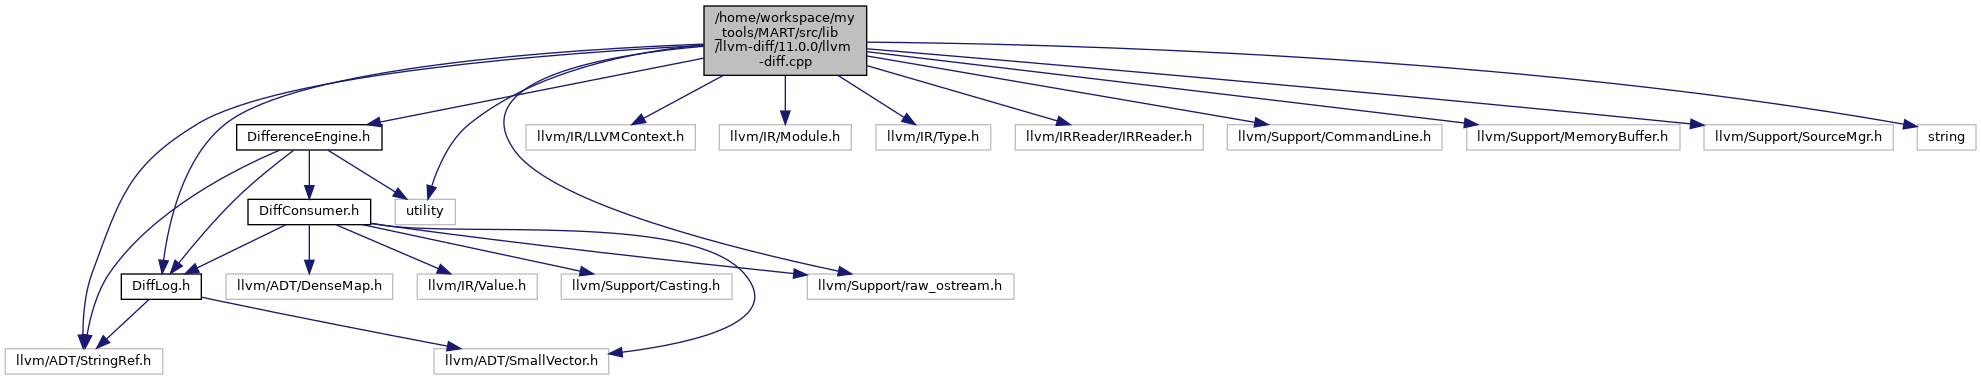 /home/workspace/my
_tools/MART/src/lib
/llvm-diff/11.0.0/llvm
-diff.cpp
DifferenceEngine.h
llvm/IR/LLVMContext.h
llvm/IR/Module.h
llvm/IR/Type.h
llvm/IRReader/IRReader.h
llvm/Support/CommandLine.h
llvm/Support/MemoryBuffer.h
llvm/Support/SourceMgr.h
string
DiffConsumer.h
utility
DiffLog.h
llvm/ADT/DenseMap.h
llvm/IR/Value.h
llvm/Support/Casting.h
llvm/Support/raw_ostream.h
llvm/ADT/StringRef.h
llvm/ADT/SmallVector.h